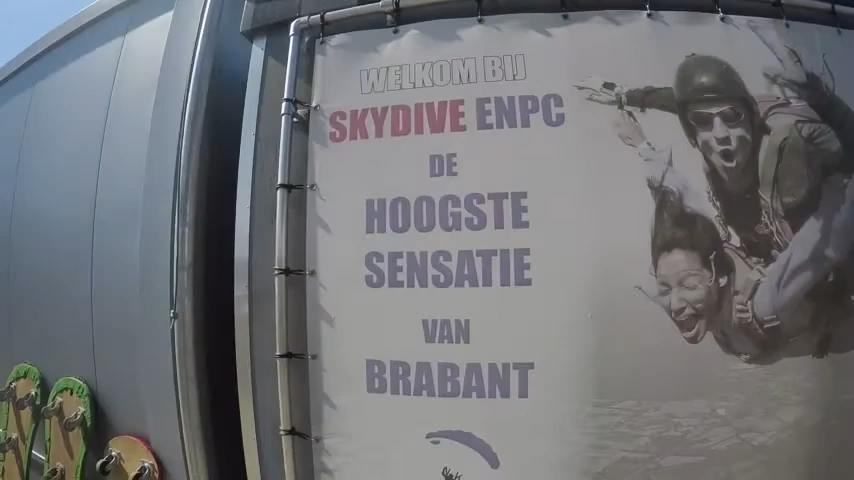 WELKOM BIJ
SKYDIVE ENPC
DE
HOOGSTE
SENSATIE
VAN
BRABANT